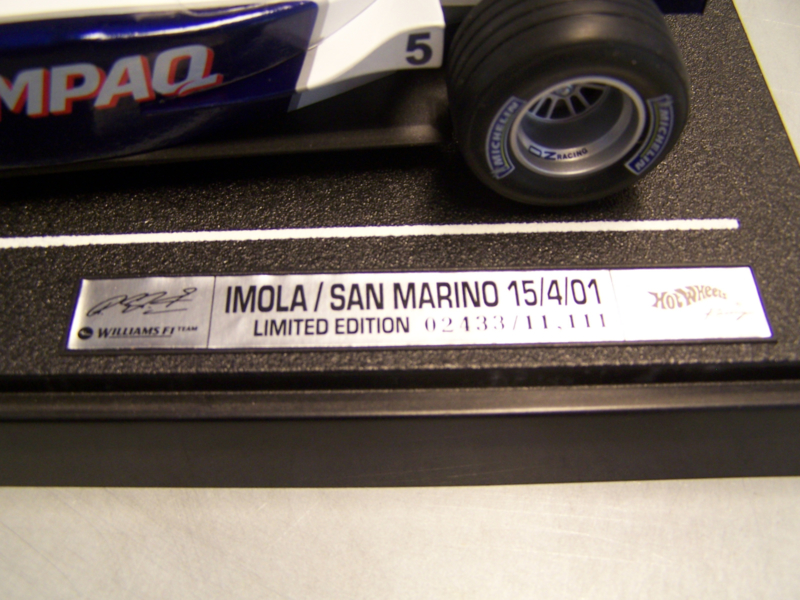 MPAQ
5
MICHELIN
MICHELIN
OZ RACING
IMOLA / SAN MARINO 15/4/01
LIMITED EDITION 02433/11,111
WILLIAMS F1 TEAM
HOT WHEELS